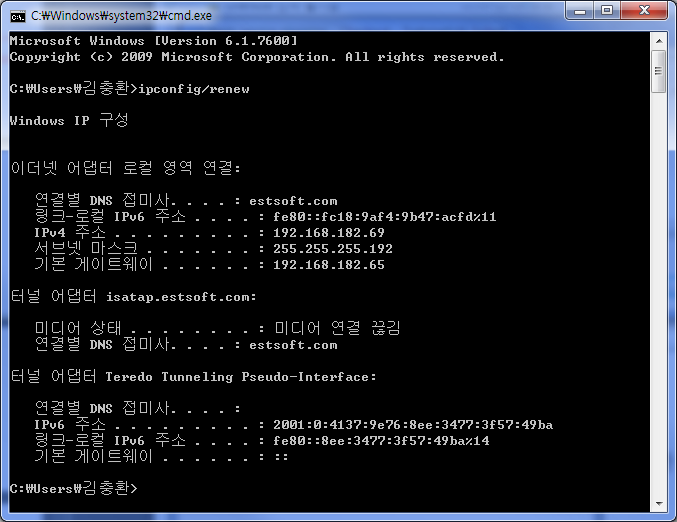 C:₩Windows₩system32₩cmd.exe
Microsoft Windows [Version 6.1.7600]
Copyright (c) 2009 Microsoft Corporation. All rights reserved.
C:₩Users₩김충환>ipconfig/renew
Windows IP 구성
이더넷 어댑터 로컬 영역 연결:
연결별 DNS 접미사. . . . : estsoft.com
링크-로컬 IPv6 주소 . . . . : fe80::fc18:9af4:9b47:acfd%11
IPv4 주소 . . . . . . . . . : 192.168.182.69
서브넷 마스크 . . . . . . . : 255.255.255.192
기본 게이트웨이 . . . . . . : 192.168.182.65
터널 어댑터 isatap.estsoft.com:
미디어 상태 . . . . . . . . : 미디어 연결 끊김
연결별 DNS 접미사. . . . : estsoft.com
터널 어댑터 Teredo Tunneling Pseudo-Interface:
연결별 DNS 접미사. . . . :
IPv6 주소 . . . . . . . . . : 2001:0:4137:9e76:8ee:3477:3f57:49ba
링크-로컬 IPv6 주소 . . . . : fe80::8ee:3477:3f57:49ba%14
기본 게이트웨이 . . . . . . : ::
C:₩Users₩김충환>